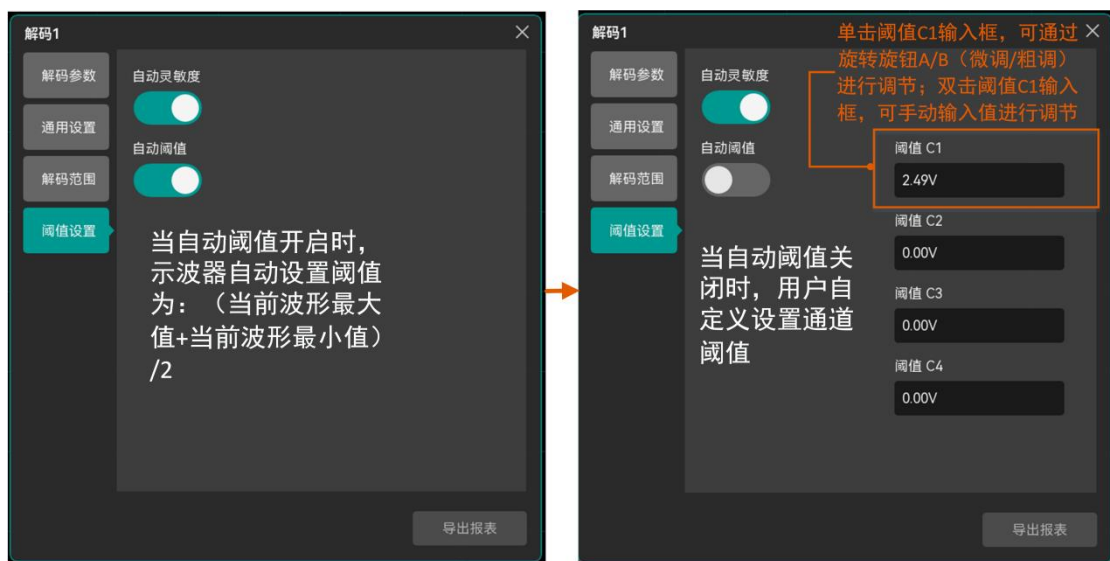 解码1
解码参数
通用设置
解码范围
阈值设置
自动灵敏度
自动阈值
当自动阈值开启时，
示波器自动设置阈值
为：（当前波形最大
值+当前波形最小值）
/2
导出报表
解码1
单击阈值C1输入框，可通过
旋转旋钮A/B（微调/粗调）
进行调节；双击阈值C1输入
框，可手动输入值进行调节
解码参数
通用设置
解码范围
阈值设置
自动灵敏度
自动阈值
当自动阈值关
闭时，用户自
定义设置通道
阈值
阈值 C1
2.49V
阈值 C2
0.00V
阈值 C3
0.00V
阈值 C4
0.00V
导出报表